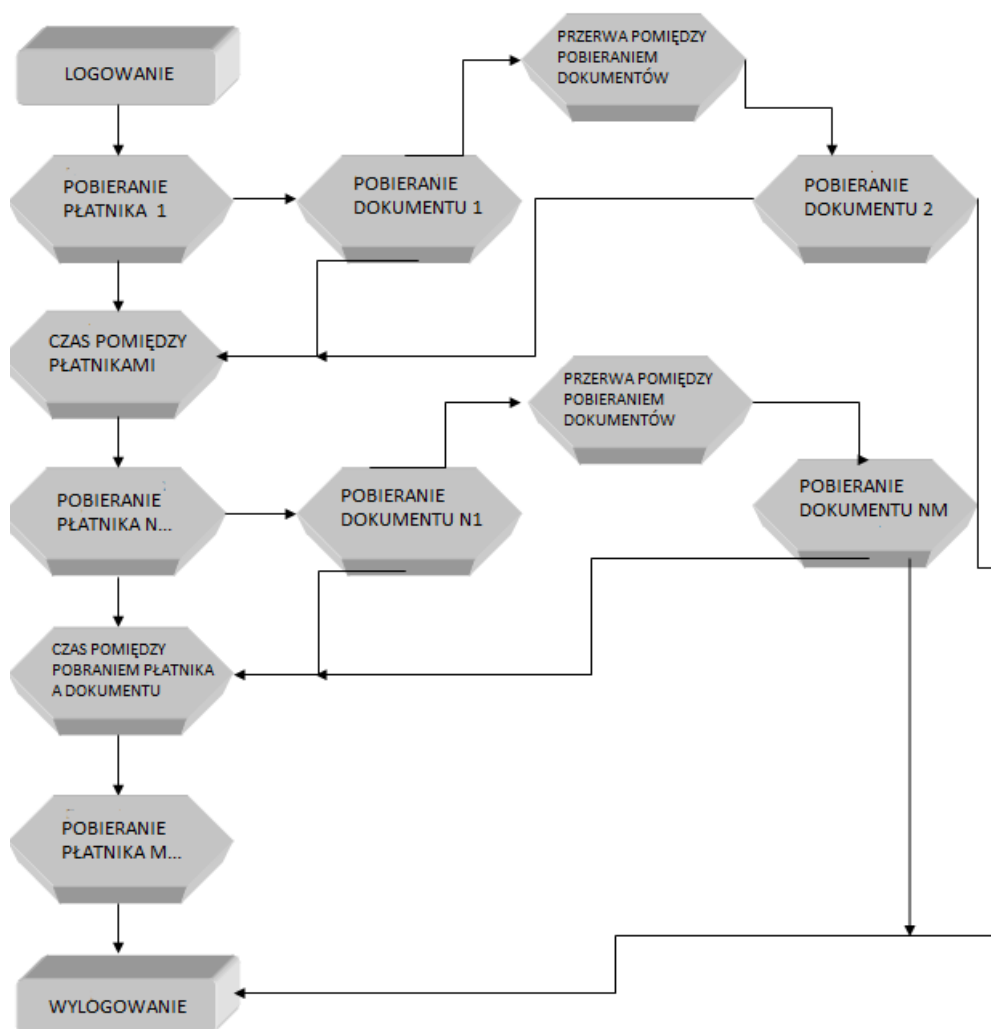 LOGOWANIE
PRZERWA POMIĘDZY
POBIERANIEM
DOKUMENTÓW
POBIERANIE
PŁATNIKA 1
POBIERANIE
DOKUMENTU 1
POBIERANIE
DOKUMENTU 2
CZAS POMIĘDZY
PŁATNIKAMI
PRZERWA POMIĘDZY
POBIERANIEM
DOKUMENTÓW
POBIERANIE
PŁATNIKA N...
POBIERANIE
DOKUMENTU N1
POBIERANIE
DOKUMENTU NM
CZAS POMIĘDZY
POBRANIEM PŁATNIKA
A DOKUMENTU
POBIERANIE
PŁATNIKA M...
WYLOGOWANIE